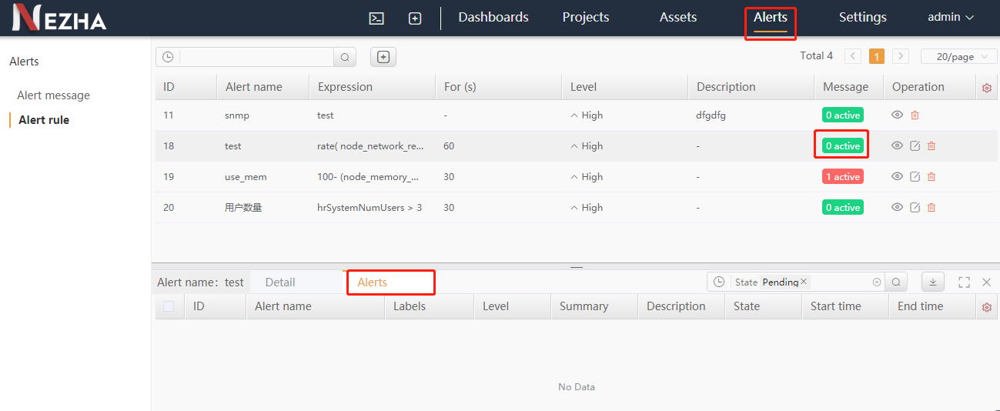 NEZHA Dashboards Projects Assets Alerts Settings admin
Alerts
Alert message
Alert rule
Total 4 1 20/page
ID Alert name Expression For (s) Level Description Message Operation
11 snmp test - High dfgdfg 0 active
18 test rate( node_network_re... 60 High - 0 active
19 use_mem 100- (node_memory_... 30 High - 1 active
20 用户数量 hrSystemNumUsers > 3 30 High - 0 active
Alert name：test Detail Alerts State Pending
ID Alert name Labels Level Summary Description State Start time End time
No Data